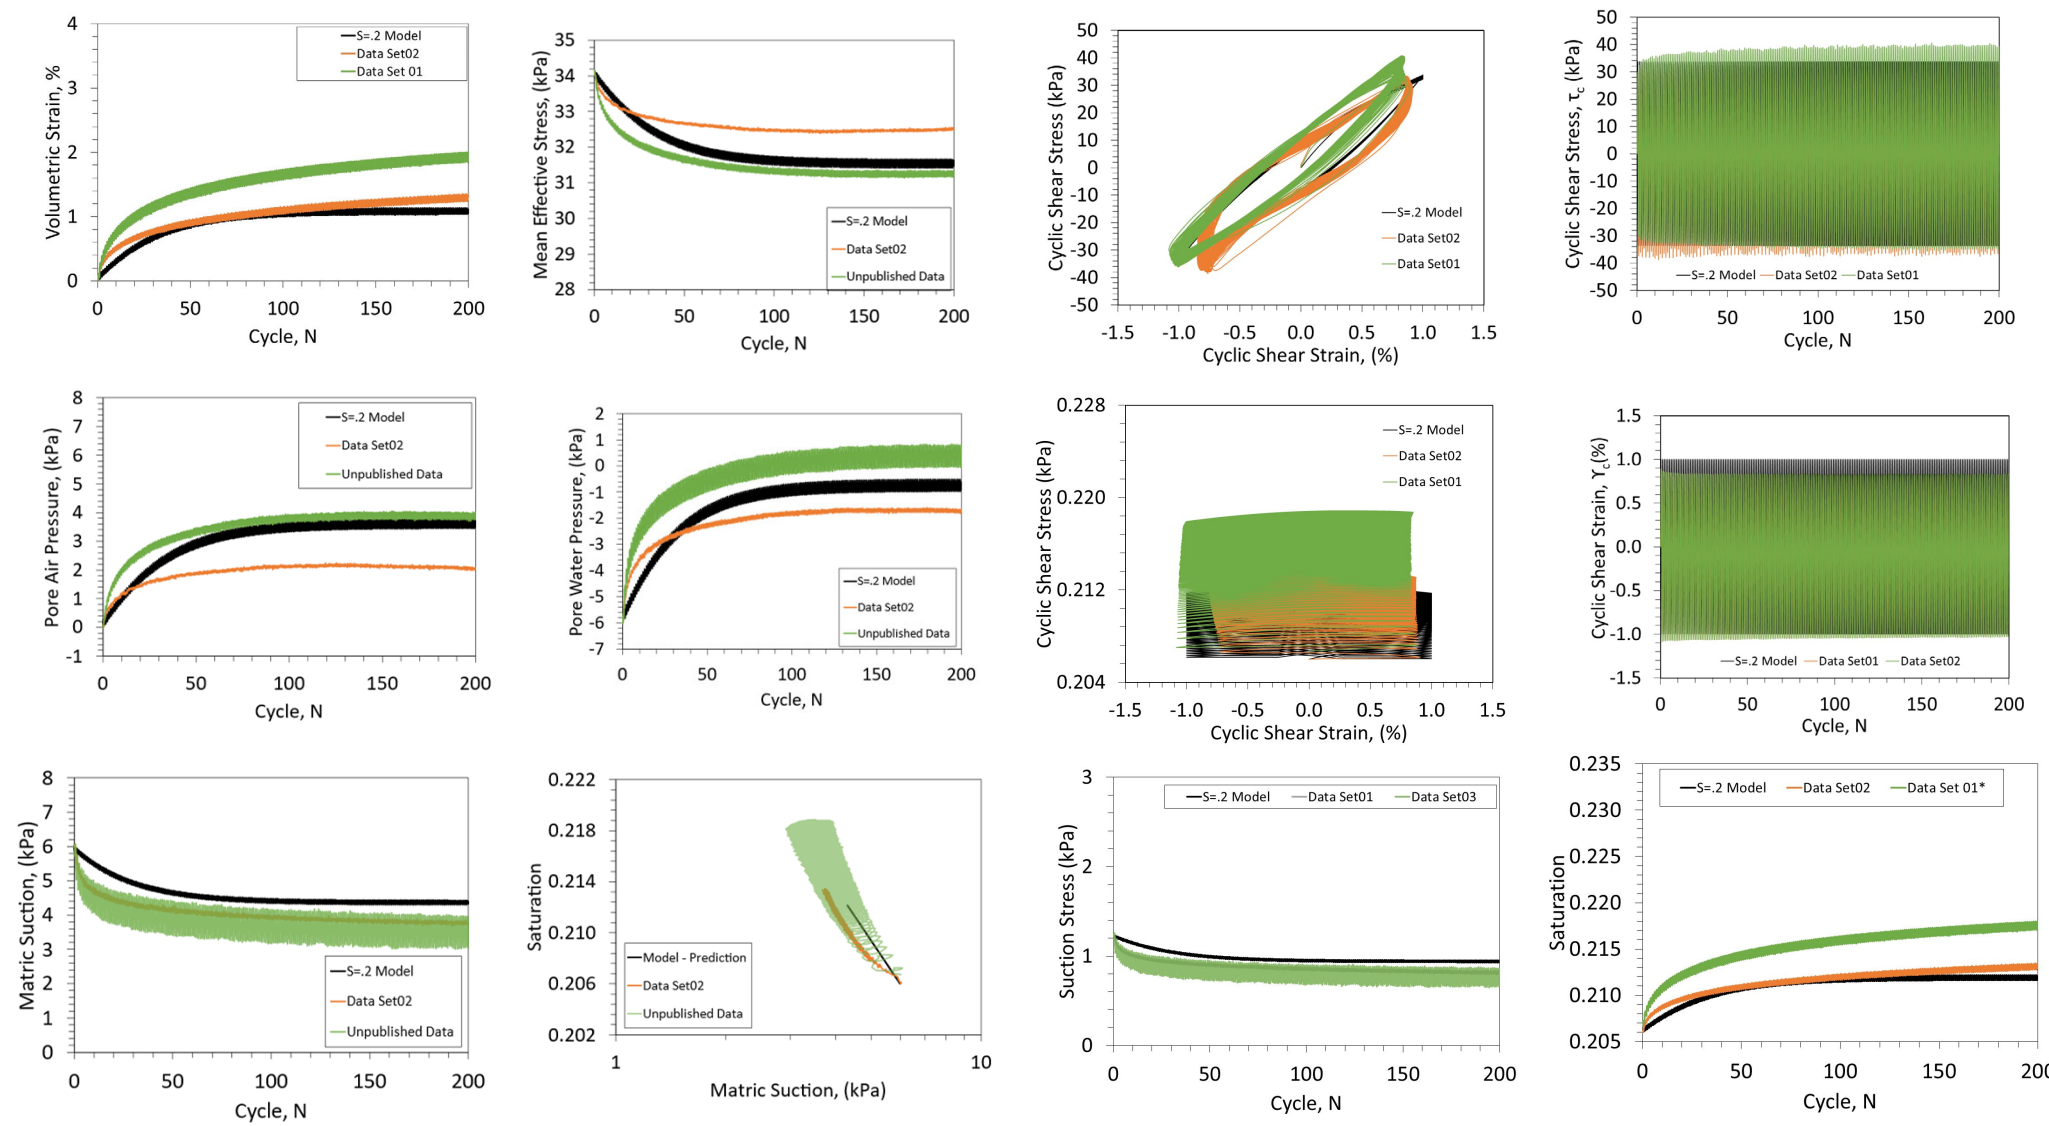 4
3
2
1
0
0
50
100
150
200
Volumetric Strain, %
Cycle, N
S=.2 Model
Data Set02
Data Set 01
35
34
33
32
31
30
29
28
0
50
100
150
200
Mean Effective Stress, (kPa)
Cycle, N
S=.2 Model
Data Set02
Unpublished Data
50
40
30
20
10
0
-10
-20
-30
-40
-50
-1.5
-1.0
-0.5
0.0
0.5
1.0
1.5
Cyclic Shear Stress (kPa)
Cyclic Shear Strain, (%)
S=.2 Model
Data Set02
Data Set01
50
40
30
20
10
0
-10
-20
-30
-40
-50
0
50
100
150
200
Cyclic Shear Stress, τc (kPa)
Cycle, N
S=.2 Model
Data Set02
Data Set01
8
7
6
5
4
3
2
1
0
-1
0
50
100
150
200
Pore Air Pressure, (kPa)
Cycle, N
S=.2 Model
Data Set02
Unpublished Data
2
1
0
-1
-2
-3
-4
-5
-6
-7
0
50
100
150
200
Pore Water Pressure, (kPa)
Cycle, N
S=.2 Model
Data Set02
Unpublished Data
0.228
0.220
0.212
0.204
-1.5
-1.0
-0.5
0.0
0.5
1.0
1.5
Cyclic Shear Stress (kPa)
Cyclic Shear Strain, (%)
S=.2 Model
Data Set02
Data Set01
1.5
1.0
0.5
0.0
-0.5
-1.0
-1.5
0
50
100
150
200
Cyclic Shear Strain, ϒc(%)
Cycle, N
S=.2 Model
Data Set01
Data Set02
8
7
6
5
4
3
2
1
0
0
50
100
150
200
Matric Suction, (kPa)
Cycle, N
S=.2 Model
Data Set02
Unpublished Data
0.222
0.218
0.214
0.210
0.206
0.202
1
10
Saturation
Matric Suction, (kPa)
Model - Prediction
Data Set02
Unpublished Data
3
2
1
0
0
50
100
150
200
Suction Stress (kPa)
Cycle, N
S=.2 Model
Data Set01
Data Set03
0.235
0.230
0.225
0.220
0.215
0.210
0.205
0
50
100
150
200
Saturation
Cycle, N
S=.2 Model
Data Set02
Data Set 01*